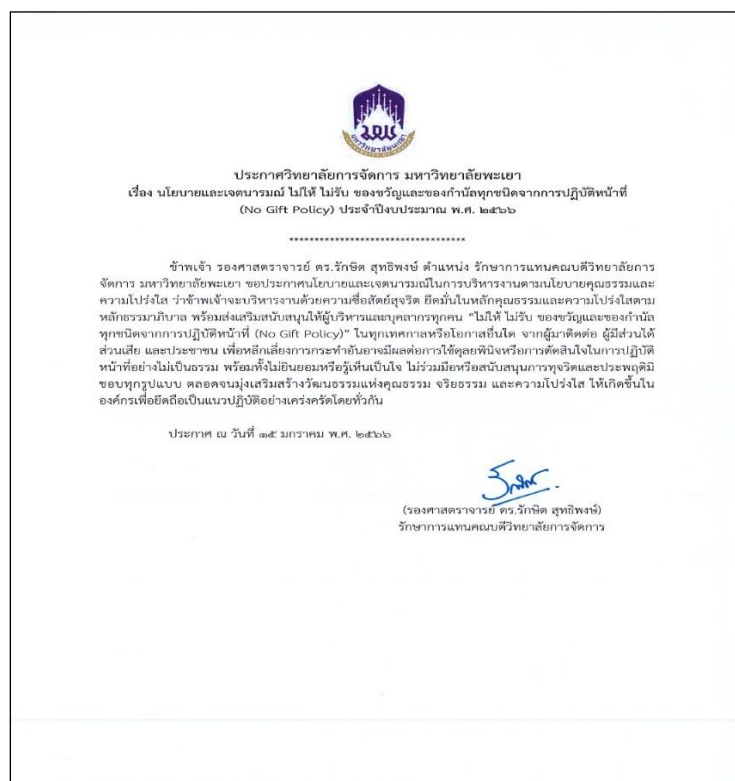 มหาวิทยาลัยพะเยา
ประกาศวิทยาลัยการจัดการ มหาวิทยาลัยพะเยา
เรื่อง นโยบายและเจตนารมณ์ ไม่ให้ ไม่รับ ของขวัญและของกำนัลทุกชนิดจากการปฏิบัติหน้าที่
(No Gift Policy) ประจำปีงบประมาณ พ.ศ. ๒๕๖๖
***********************************
ข้าพเจ้า รองศาสตราจารย์ ดร.รักษิต สุทธิพงษ์ ตำแหน่ง รักษาการแทนคณบดีวิทยาลัยการ
จัดการ มหาวิทยาลัยพะเยา ขอประกาศนโยบายและเจตนารมณ์ในการบริหารงานตามนโยบายคุณธรรมและ
ความโปร่งใส ว่าข้าพเจ้าจะบริหารงานด้วยความซื่อสัตย์สุจริต ยึดมั่นในหลักคุณธรรมและความโปร่งใสตาม
หลักธรรมาภิบาล พร้อมส่งเสริมสนับสนุนให้ผู้บริหารและบุคลากรทุกคน “ไม่ให้ ไม่รับ ของขวัญและของกำนัล
ทุกชนิดจากการปฏิบัติหน้าที่ (No Gift Policy)” ในทุกเทศกาลหรือโอกาสอื่นใด จากผู้มาติดต่อ ผู้มีส่วนได้
ส่วนเสีย และประชาชน เพื่อหลีกเลี่ยงการกระทำอันอาจมีผลต่อการใช้ดุลยพินิจหรือการตัดสินใจในการปฏิบัติ
หน้าที่อย่างไม่เป็นธรรม พร้อมทั้งไม่ยินยอมหรือรู้เห็นเป็นใจ ไม่ร่วมมือหรือสนับสนุนการทุจริตและประพฤติมิ
ชอบทุกรูปแบบ ตลอดจนมุ่งเสริมสร้างวัฒนธรรมแห่งคุณธรรม จริยธรรม และความโปร่งใส ให้เกิดขึ้นใน
องค์กรเพื่อยึดถือเป็นแนวปฏิบัติอย่างเคร่งครัดโดยทั่วกัน
ประกาศ ณ วันที่ ๑๕ มกราคม พ.ศ. ๒๕๖๖
(รองศาสตราจารย์ ดร.รักษิต สุทธิพงษ์)
รักษาการแทนคณบดีวิทยาลัยการจัดการ